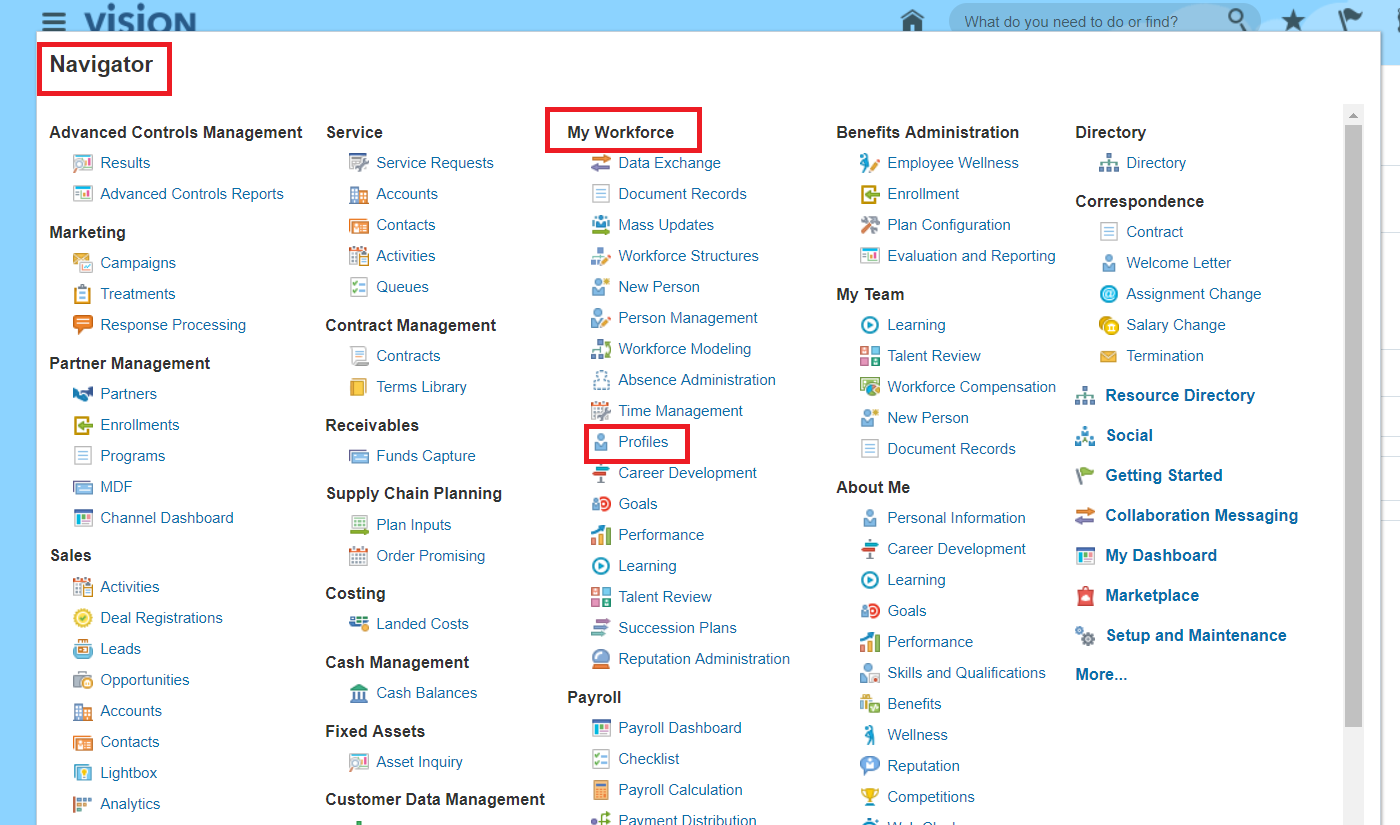 vision
What do you need to do or find?
Navigator
Advanced Controls Management
Results
Advanced Controls Reports
Marketing
Campaigns
Treatments
Response Processing
Partner Management
Partners
Enrollments
Programs
MDF
Channel Dashboard
Sales
Activities
Deal Registrations
Leads
Opportunities
Accounts
Contacts
Lightbox
Analytics
Service
Service Requests
Accounts
Contacts
Activities
Queues
Contract Management
Contracts
Terms Library
Receivables
Funds Capture
Supply Chain Planning
Plan Inputs
Order Promising
Costing
Landed Costs
Cash Management
Cash Balances
Fixed Assets
Asset Inquiry
Customer Data Management
My Workforce
Data Exchange
Document Records
Mass Updates
Workforce Structures
New Person
Person Management
Workforce Modeling
Absence Administration
Time Management
Profiles
Career Development
Goals
Performance
Learning
Talent Review
Succession Plans
Reputation Administration
Payroll
Payroll Dashboard
Checklist
Payroll Calculation
Payment Distribution
Benefits Administration
Employee Wellness
Enrollment
Plan Configuration
Evaluation and Reporting
My Team
Learning
Talent Review
Workforce Compensation
New Person
Document Records
About Me
Personal Information
Career Development
Learning
Goals
Performance
Skills and Qualifications
Benefits
Wellness
Reputation
Competitions
Directory
Directory
Correspondence
Contract
Welcome Letter
Assignment Change
Salary Change
Termination
Resource Directory
Social
Getting Started
Collaboration Messaging
My Dashboard
Marketplace
Setup and Maintenance
More...